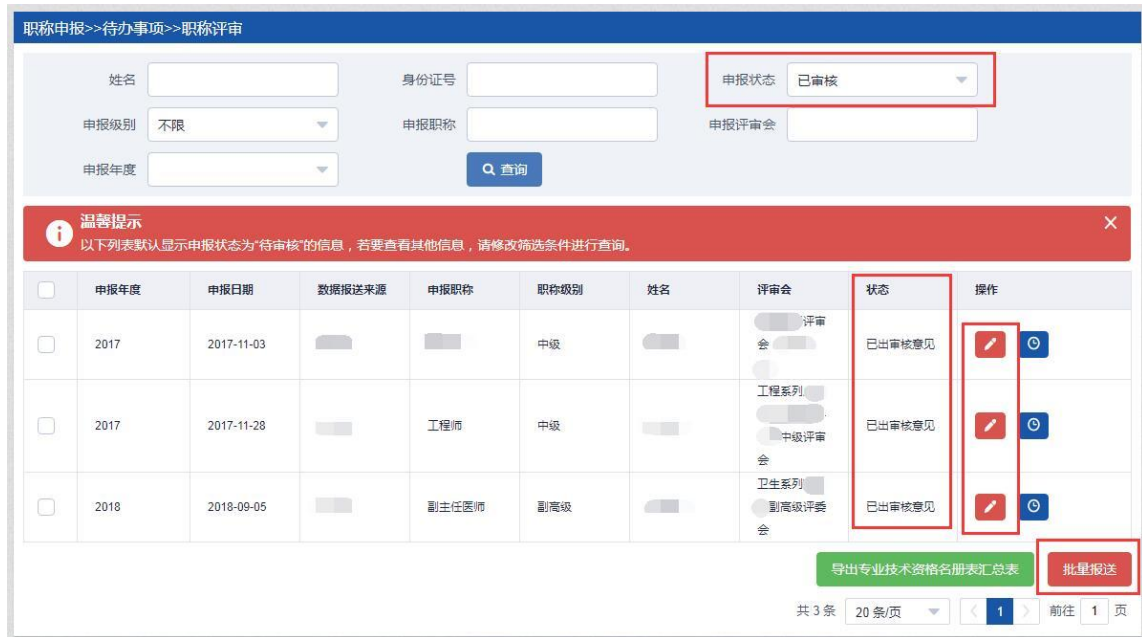 职称申报>>待办事项>>职称评审
姓名 身份证号 申报状态 已审核
申报级别 不限 申报职称 申报评审会
申报年度 查询
温馨提示
以下列表默认显示申报状态为“待审核”的信息，若要查看其他信息，请修改筛选条件进行查询。
申报年度 申报日期 数据报送来源 申报职称 职称级别 姓名 评审会 状态 操作
评审
2017 2017-11-03 中级 会 已出审核意见
工程系列
2017 2017-11-28 工程师 中级 已出审核意见
中级评审
会
卫生系列
2018 2018-09-05 副主任医师 副高级 副高级评委 已出审核意见
会
导出专业技术资格名册表汇总表 批量报送
共 3 条 20 条/页 1 前往 1 页